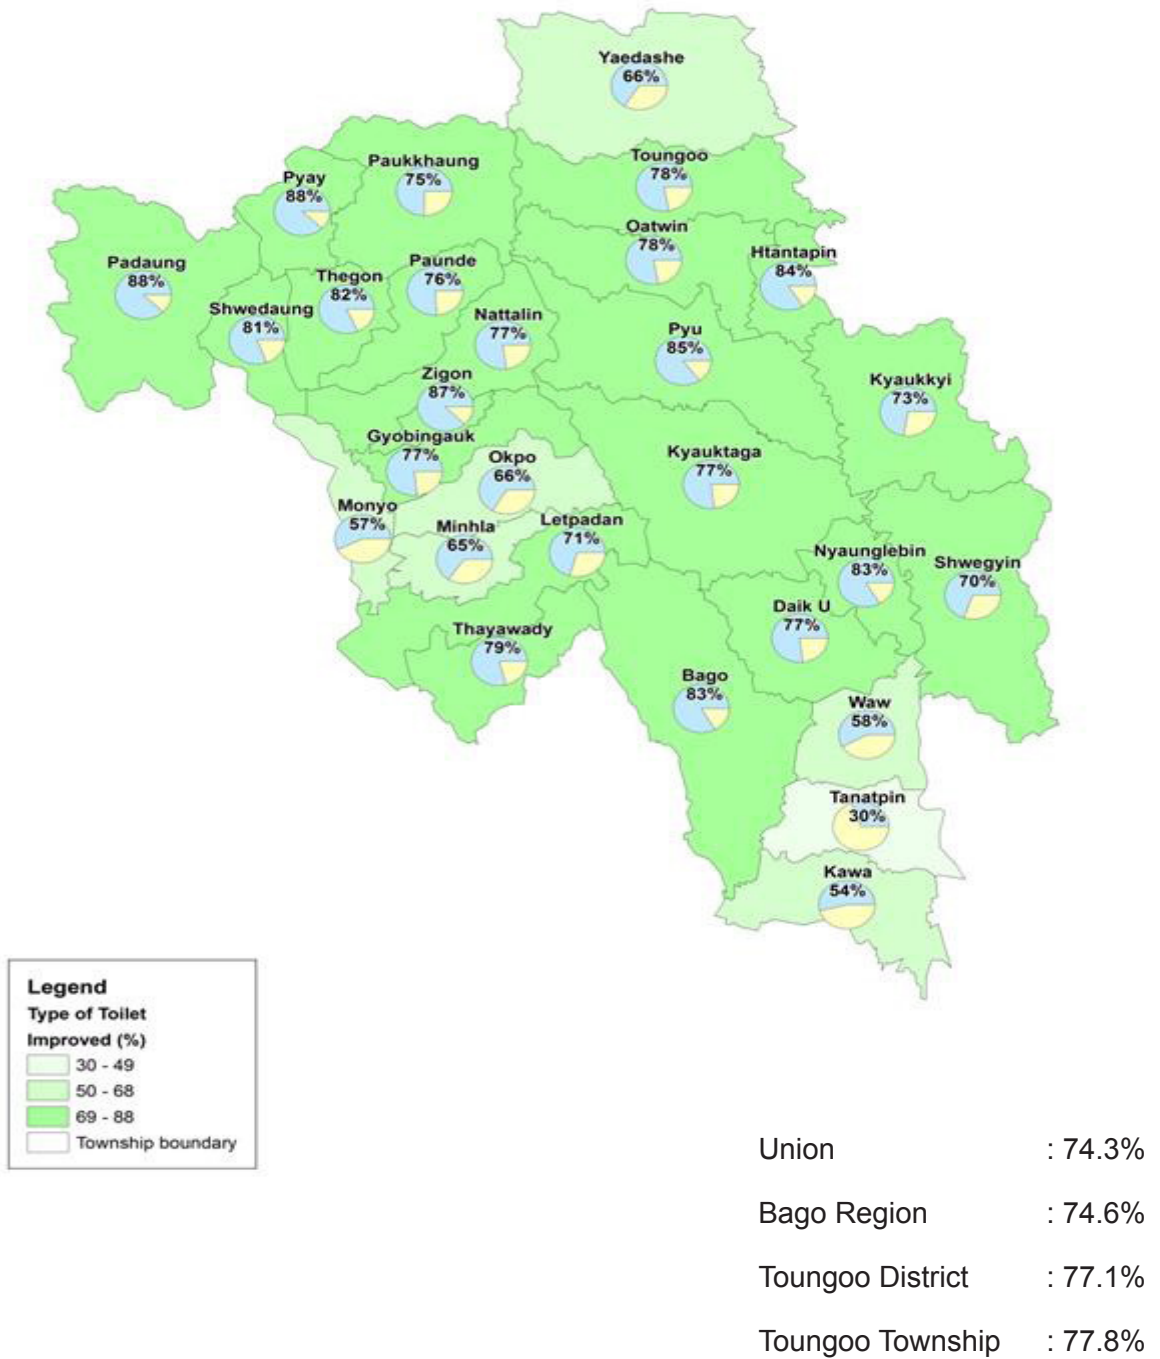 Yaedashe
66%
Toungoo
78%
Paukkhaung
75%
Pyay
88%
Oatwin
78%
Htantapin
84%
Padaung
88%
Thegon
82%
Paunde
76%
Shwedaung
81%
Nattalin
77%
Pyu
85%
Zigon
87%
Kyaukkyi
73%
Gyobingauk
77%
Okpo
66%
Kyauktaga
77%
Monyo
57%
Minhla
65%
Letpadan
71%
Nyaunglebin
83%
Shwegyin
70%
Daik U
77%
Thayawady
79%
Bago
83%
Waw
58%
Tanatpin
30%
Kawa
54%
Legend
Type of Toilet
Improved (%)
30 - 49
50 - 68
69 - 88
Township boundary
Union : 74.3%
Bago Region : 74.6%
Toungoo District : 77.1%
Toungoo Township : 77.8%